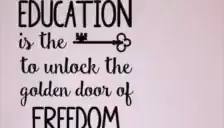 EDUCATION
is the
to unlock the
golden door of
FREEDOM